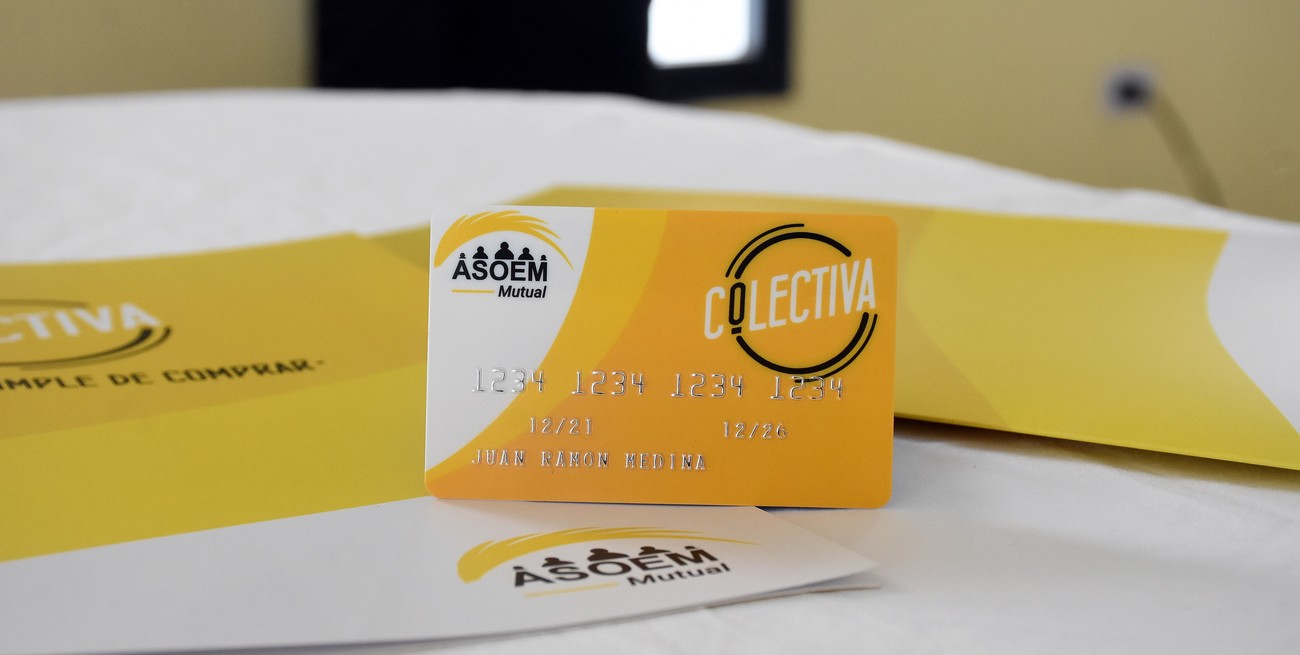 ASOEM
Mutual
COLECTIVA
1234 1234 1234 1234
12/21 12/26
JUAN RAMON MEDINA
CTIVA
IMPLE DE COMPRAR-
ASOEM
Mutual